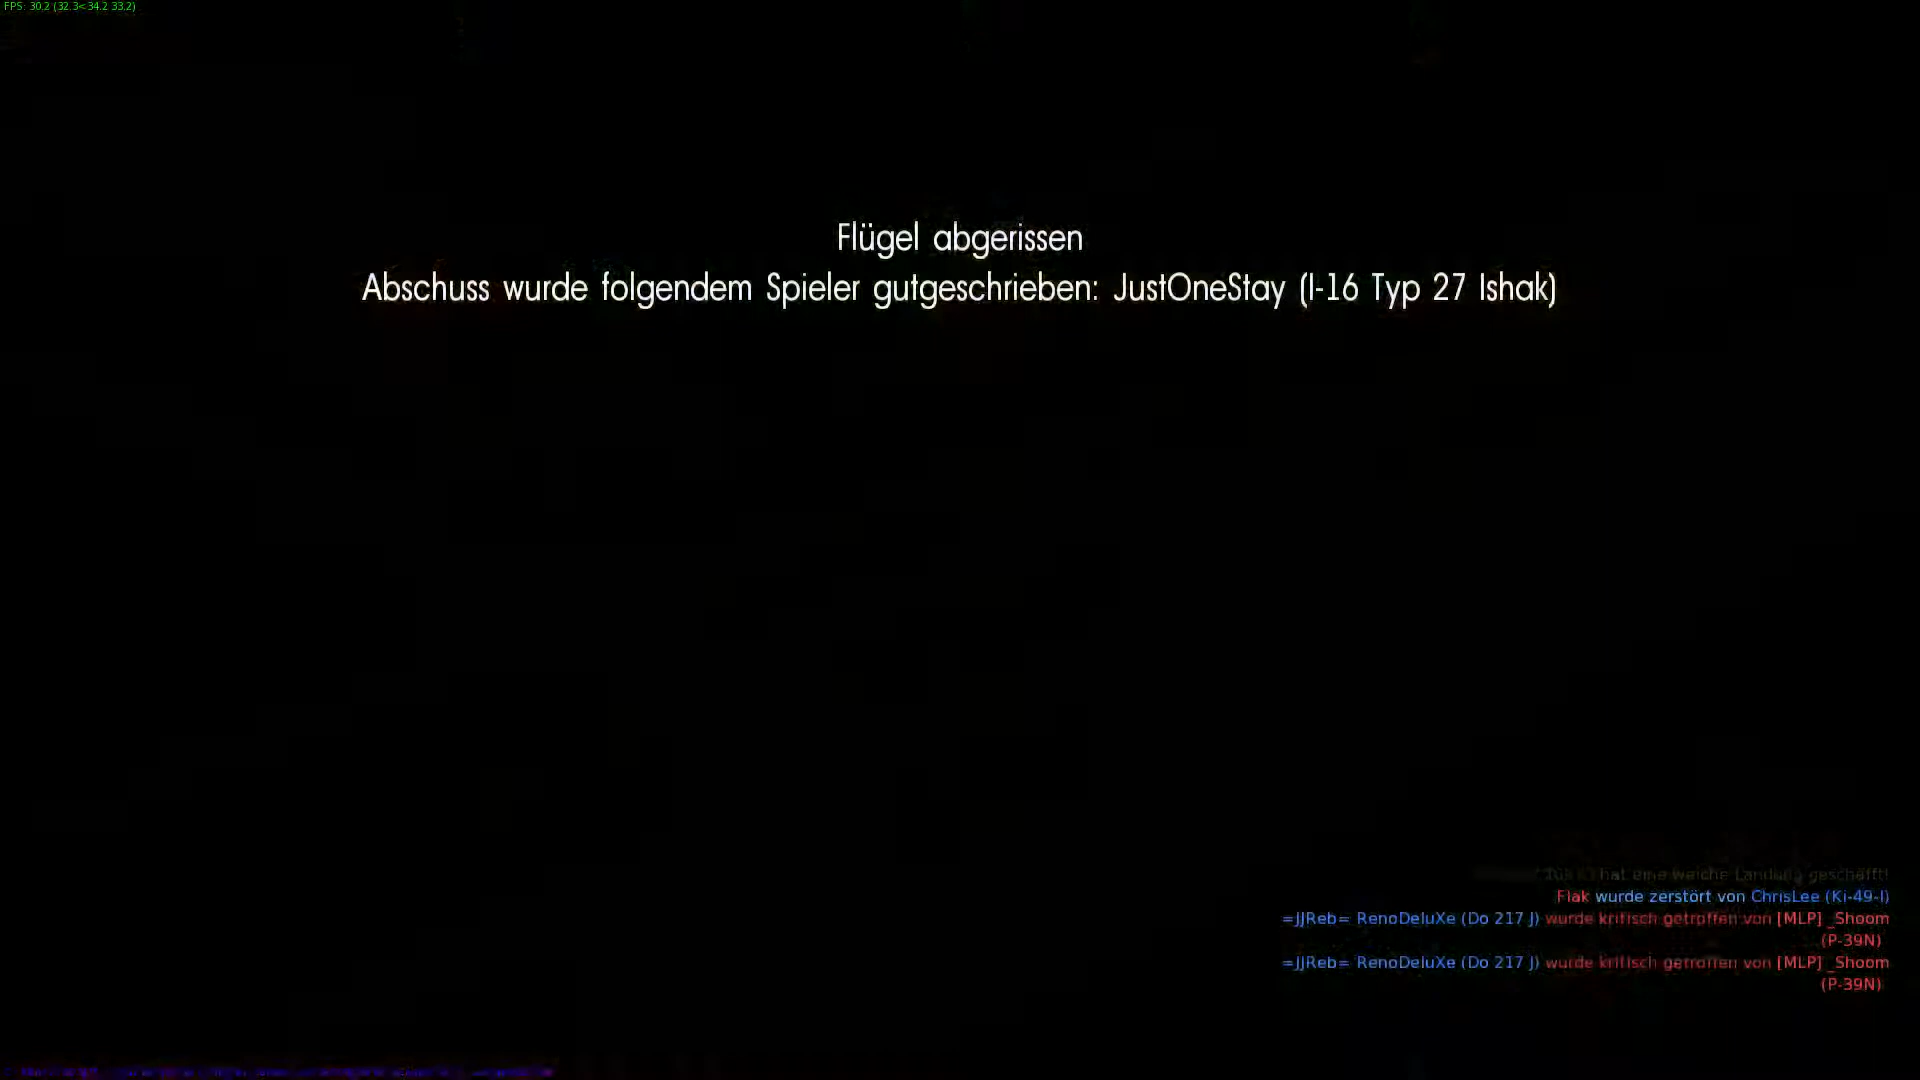 FPS: 30.2 (32.3<34.2 33.2)
Flügel abgerissen
Abschuss wurde folgendem Spieler gutgeschrieben: JustOneStay (I-16 Typ 27 Ishak)
hat eine weiche Landung geschafft!
Flak wurde zerstört von ChrisLee (Ki-49-I)
=JJReb= RenoDeluXe (Do 217 J) wurde kritisch getroffen von [MLP] _Shoom
(P-39N)
=JJReb= RenoDeluXe (Do 217 J) wurde kritisch getroffen von [MLP] _Shoom
(P-39N)